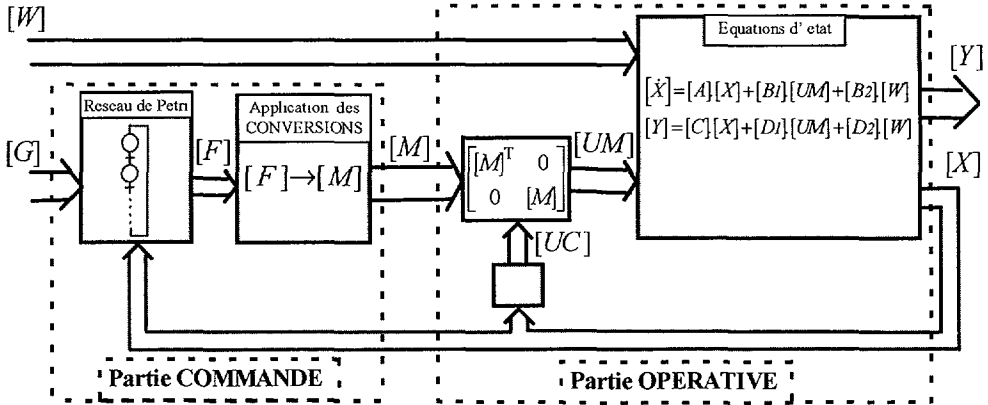 [W]
Equations d' etat
[Y]
[Ẋ]=[A].[X]+[B1].[UM]+[B2].[W]
[Y]=[C].[X]+[D1].[UM]+[D2].[W]
Reseau de Petri
Application des
CONVERSIONS
[G]
[F]
[F]→[M]
[M]
[M]ᵀ 0
0 [M]
[UM]
[X]
[UC]
Partie COMMANDE
Partie OPERATIVE